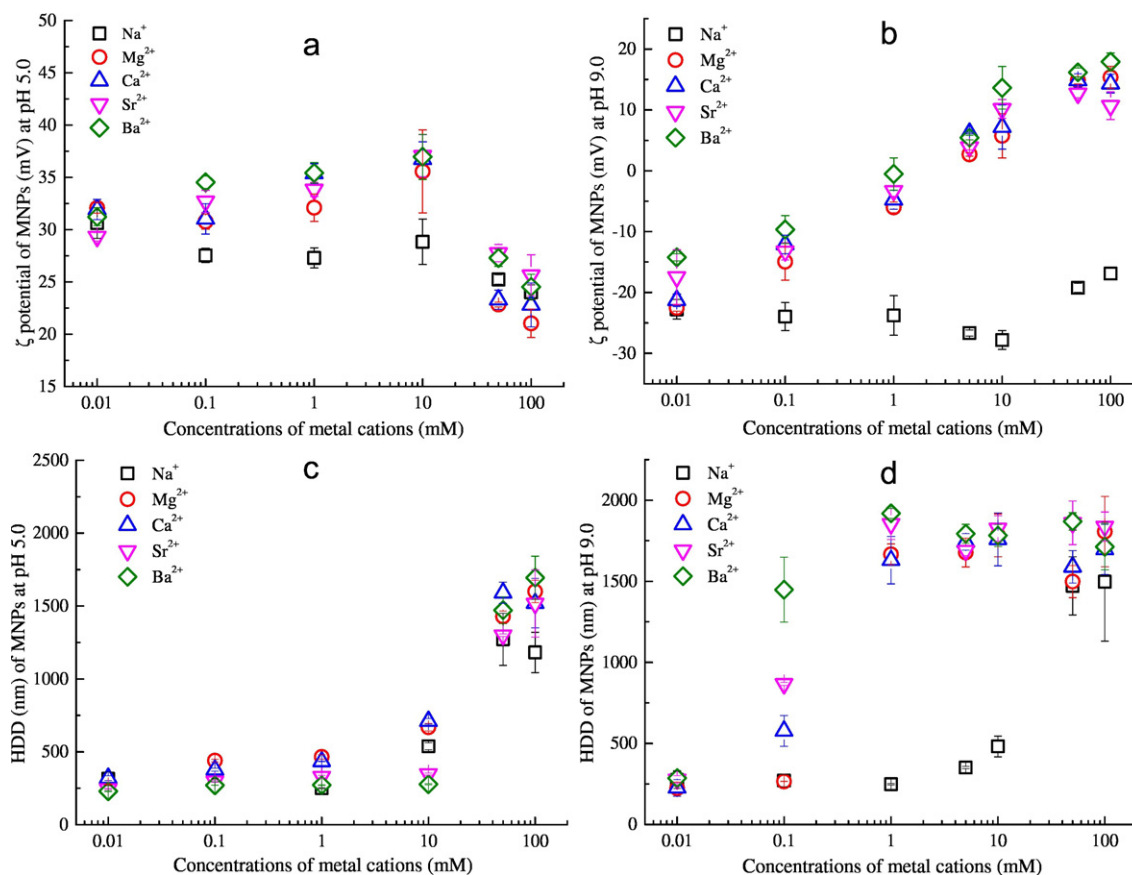 a
Na+
Mg2+
Ca2+
Sr2+
Ba2+
50
45
40
35
30
25
20
15
ζ potential of MNPs (mV) at pH 5.0
0.01 0.1 1 10 100
Concentrations of metal cations (mM)
b
Na+
Mg2+
Ca2+
Sr2+
Ba2+
20
10
0
-10
-20
-30
ζ potential of MNPs (mV) at pH 9.0
0.01 0.1 1 10 100
Concentrations of metal cations (mM)
c
Na+
Mg2+
Ca2+
Sr2+
Ba2+
2500
2000
1500
1000
500
0
HDD (nm) of MNPs at pH 5.0
0.01 0.1 1 10 100
Concentrations of metal cations (mM)
d
Na+
Mg2+
Ca2+
Sr2+
Ba2+
2000
1500
1000
500
0
HDD of MNPs (nm) at pH 9.0
0.01 0.1 1 10 100
Concentrations of metal cations (mM)